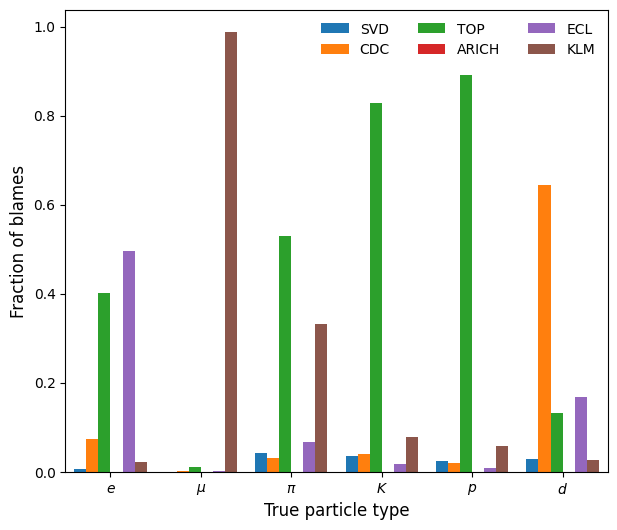 SVD TOP ECL
CDC ARICH KLM
1.0
0.8
0.6
0.4
0.2
0.0
Fraction of blames
e μ π K p d
True particle type